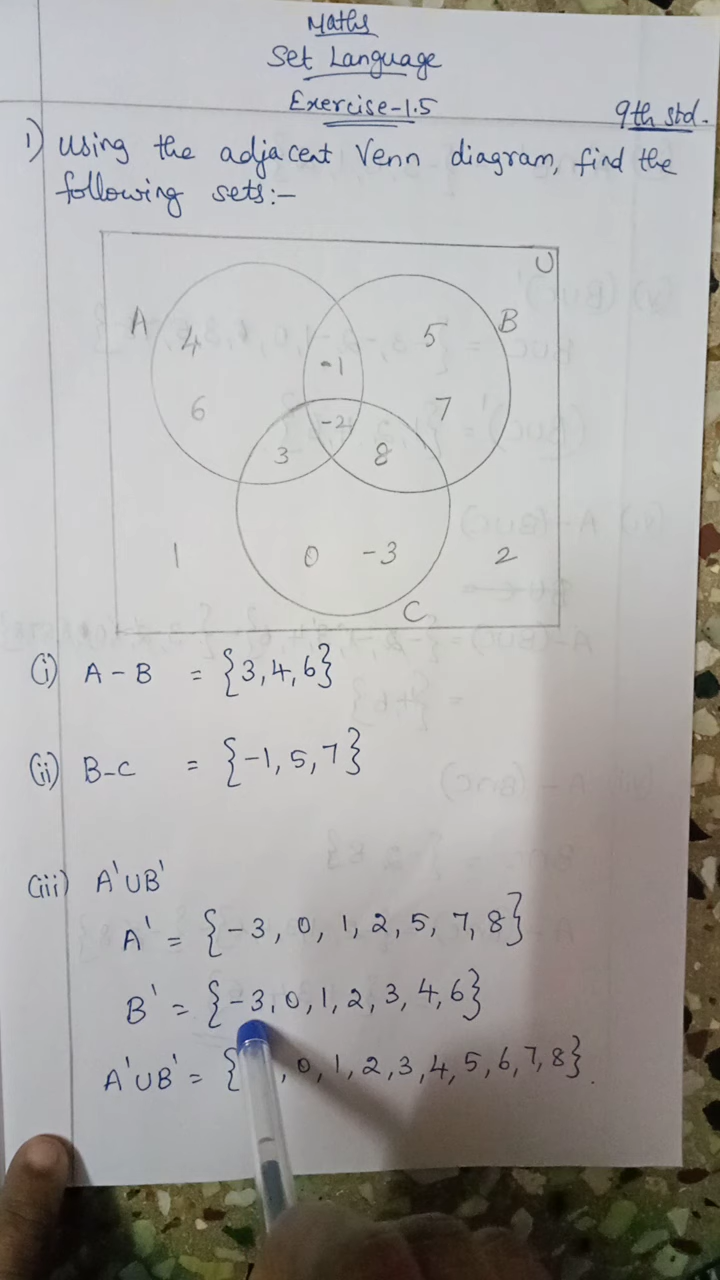 Maths
Set Language
Exercise-1.5
9th std.
1) Using the adjacent Venn diagram, find the
following sets:-
U
A
B
4
5
-1
6
7
-2
3
8
1
0
-3
2
C
(i) A - B = {3, 4, 6}
(ii) B-C = {-1, 5, 7}
(iii) A'∪B'
A' = {-3, 0, 1, 2, 5, 7, 8}
B' = {-3, 0, 1, 2, 3, 4, 6}
A'∪B' = { , 0, 1, 2, 3, 4, 5, 6, 7, 8}.